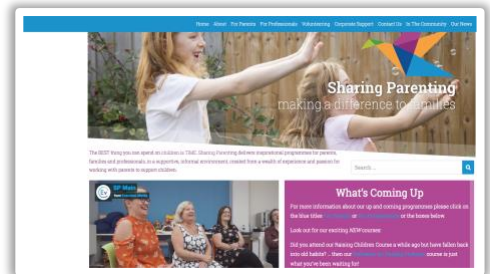 Home About For Parents For Professionals Volunteering Corporate Support Contact Us In The Community Our News
Sharing Parenting
making a difference to families
The BEST thing you can spend on children is TIME. Sharing Parenting delivers inspirational programmes for parents,
families and professionals in a supportive, informal environment, created from a wealth of experience and passion for
working with parents to support children.
Search ...
SP Main
What's Coming Up
For more information about our up and coming programmes please click on
the blue titles or or the boxes below
Look out for our exciting NEW courses:
Did you attend our Raising Children Course a while ago but have fallen back
into old habits? ... then our course is just
what you've been waiting for!